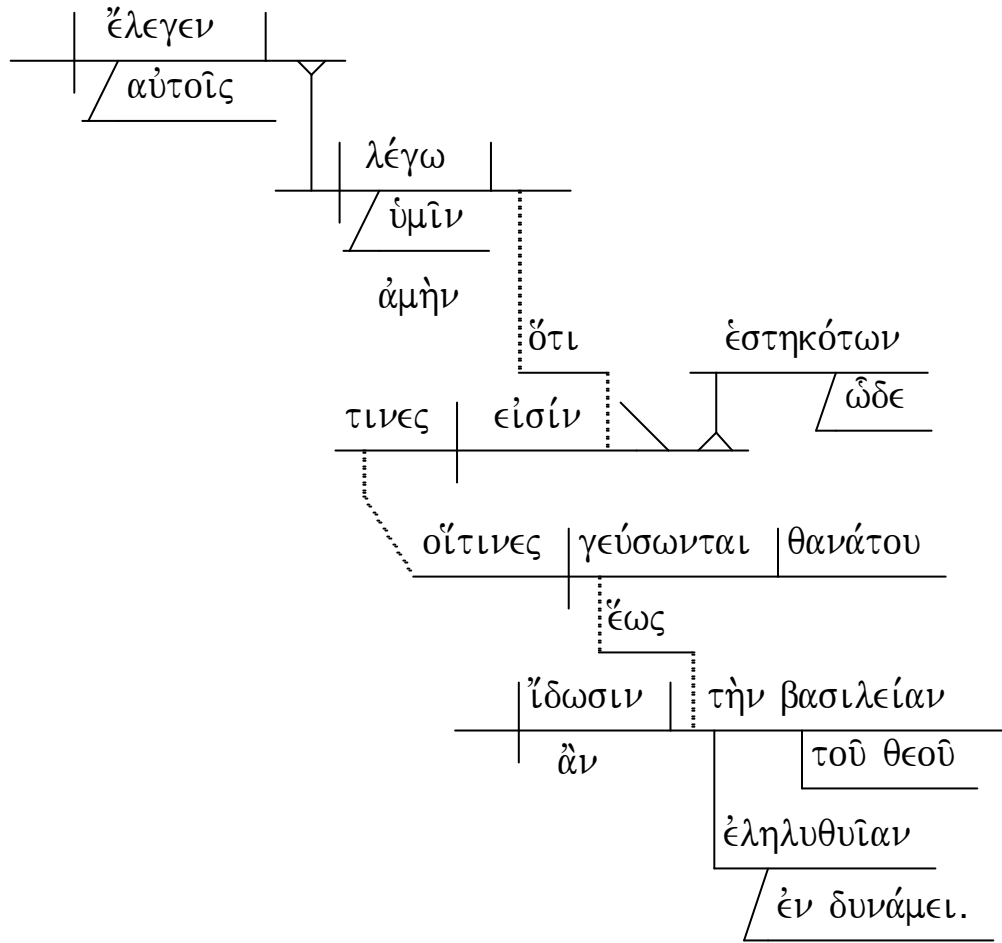 ἔλεγεν
αὐτοῖς
λέγω
ὑμῖν
ἀμὴν
ὅτι ἑστηκότων
ὧδε
τινες εἰσίν
οἵτινες γεύσωνται θανάτου
ἕως
ἴδωσιν τὴν βασιλείαν
ἂν τοῦ θεοῦ
ἐληλυθυῖαν
ἐν δυνάμει.